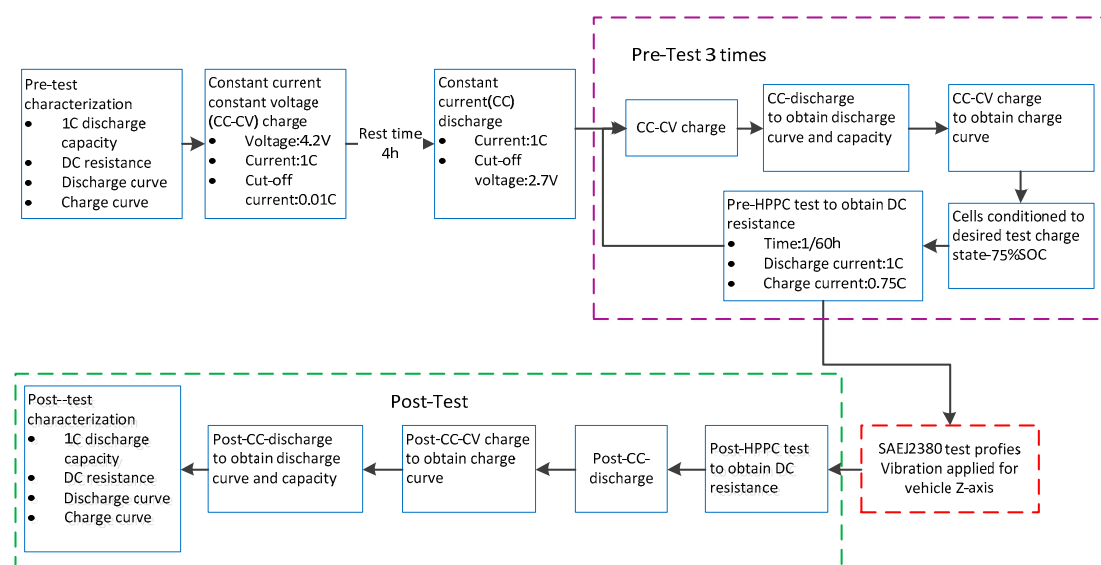 Pre-Test 3 times
Pre-test
characterization
• 1C discharge
capacity
• DC resistance
• Discharge curve
• Charge curve
Constant current
constant voltage
(CC-CV) charge
• Voltage:4.2V
• Current:1C
• Cut-off
current:0.01C
Rest time
4h
Constant
current(CC)
discharge
• Current:1C
• Cut-off
voltage:2.7V
CC-CV charge
CC-discharge
to obtain discharge
curve and capacity
CC-CV charge
to obtain charge
curve
Cells conditioned to
desired test charge
state-75%SOC
Pre-HPPC test to obtain DC
resistance
• Time:1/60h
• Discharge current:1C
• Charge current:0.75C
SAEJ2380 test profies
Vibration applied for
vehicle Z-axis
Post-Test
Post-HPPC test
to obtain DC
resistance
Post-CC-
discharge
Post-CC-CV charge
to obtain charge
curve
Post-CC-discharge
to obtain discharge
curve and capacity
Post--test
characterization
• 1C discharge
capacity
• DC resistance
• Discharge curve
• Charge curve